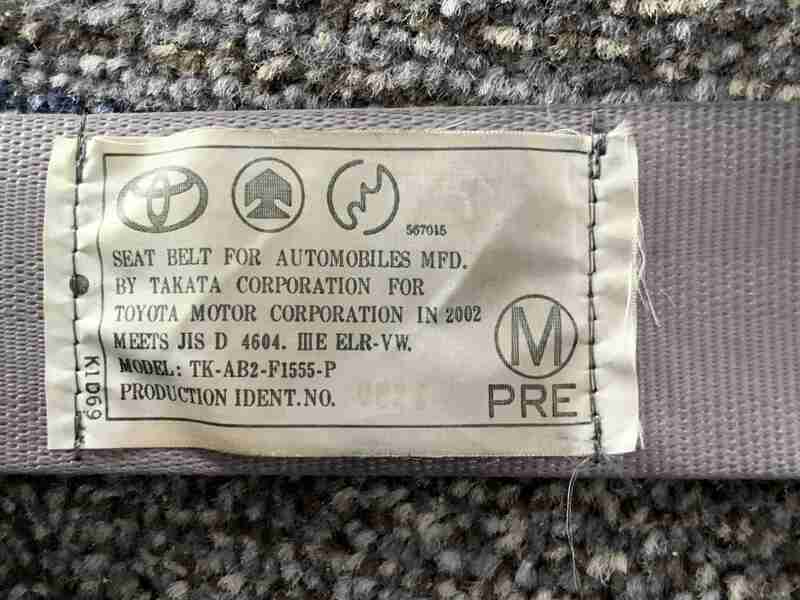 567015
SEAT BELT FOR AUTOMOBILES MFD.
BY TAKATA CORPORATION FOR
TOYOTA MOTOR CORPORATION IN 2002
MEETS JIS D 4604. IIIE ELR-VW.
MODEL: TK-AB2-F1555-P
PRODUCTION IDENT.NO.
M
PRE
K1D69